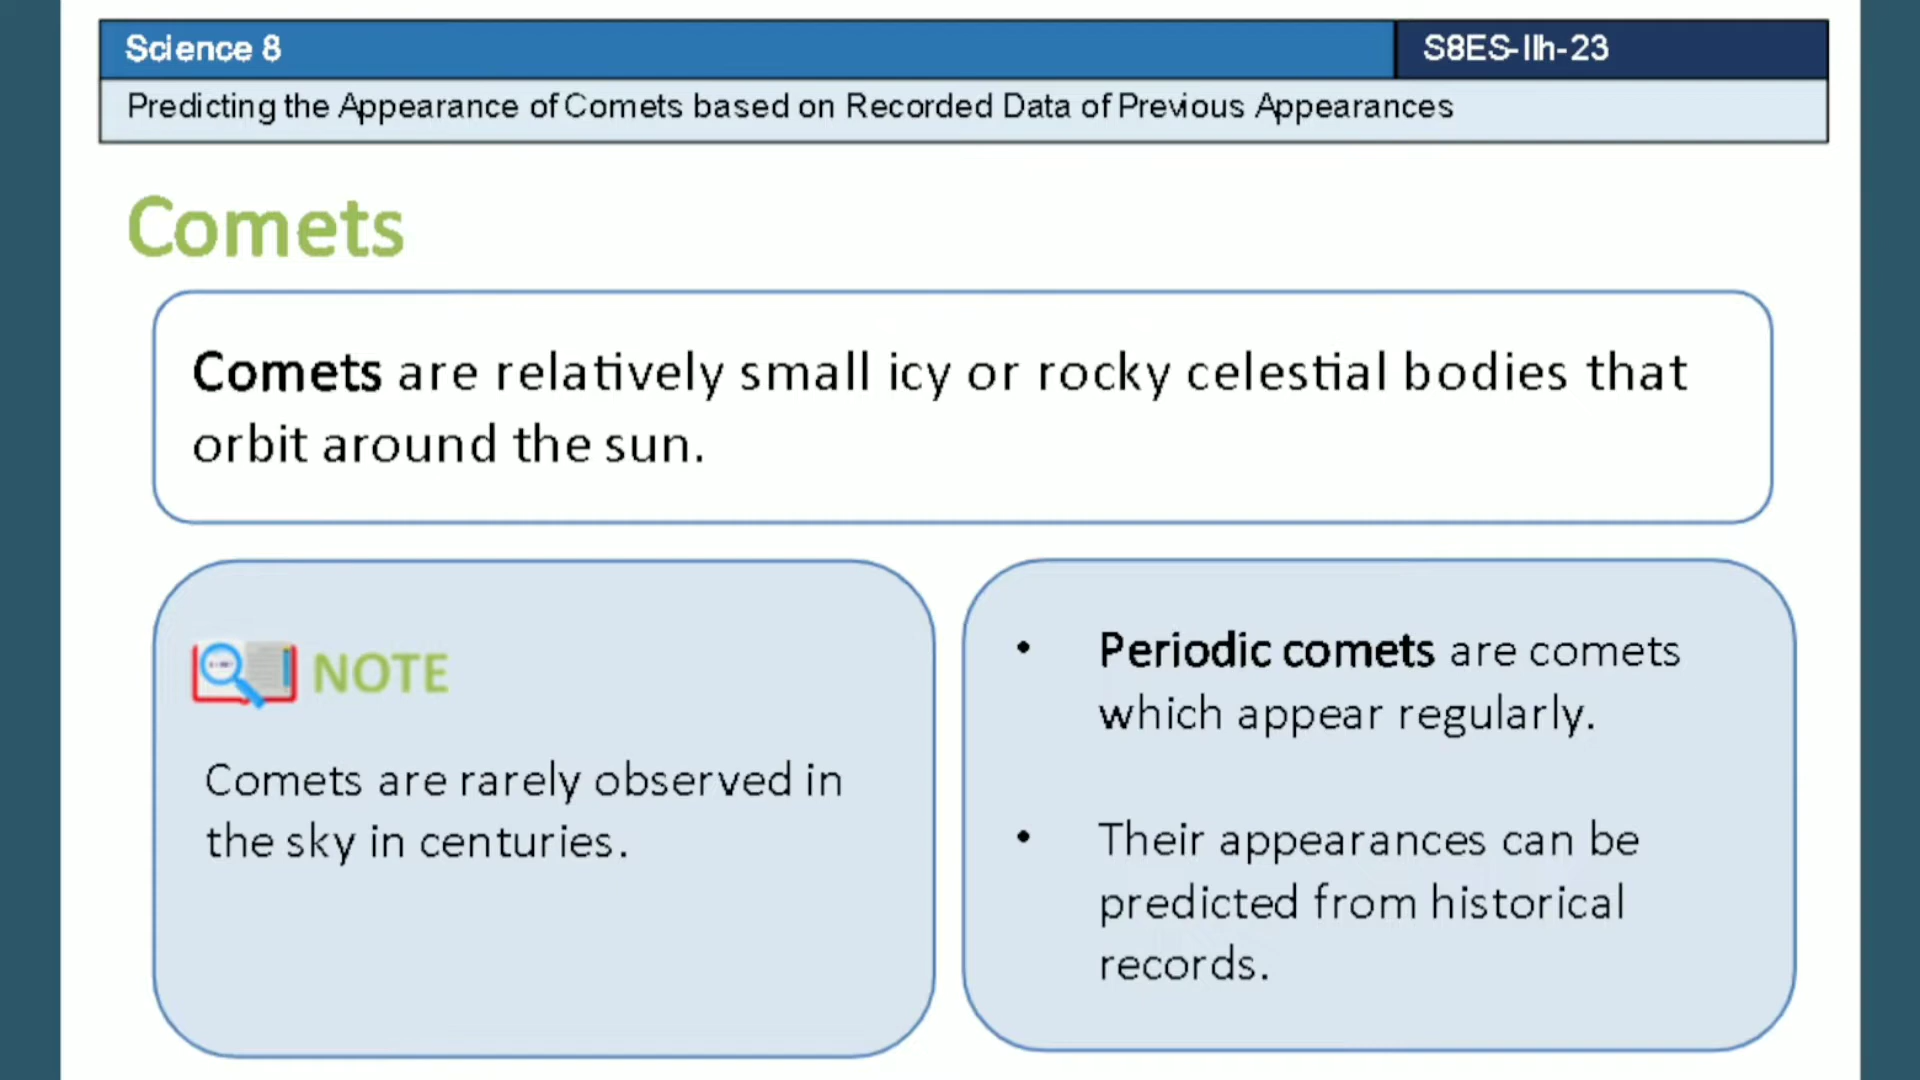 Science 8
S8ES-IIh-23
Predicting the Appearance of Comets based on Recorded Data of Previous Appearances
Comets
Comets are relatively small icy or rocky celestial bodies that
orbit around the sun.
NOTE
Comets are rarely observed in
the sky in centuries.
• Periodic comets are comets
which appear regularly.
• Their appearances can be
predicted from historical
records.